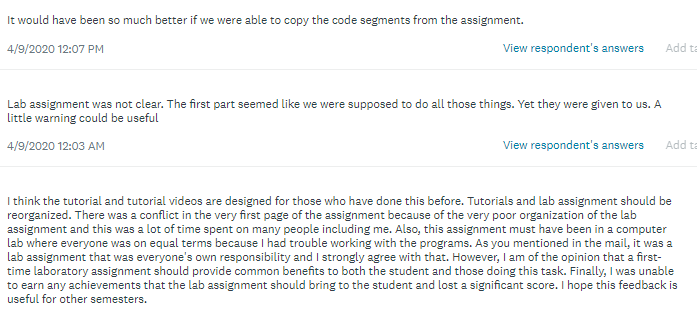 It would have been so much better if we were able to copy the code segments from the assignment.
4/9/2020 12:07 PM View respondent's answers Add ta
Lab assignment was not clear. The first part seemed like we were supposed to do all those things. Yet they were given to us. A
little warning could be useful
4/9/2020 12:03 AM View respondent's answers Add ta
I think the tutorial and tutorial videos are designed for those who have done this before. Tutorials and lab assignment should be
reorganized. There was a conflict in the very first page of the assignment because of the very poor organization of the lab
assignment and this was a lot of time spent on many people including me. Also, this assignment must have been in a computer
lab where everyone was on equal terms because I had trouble working with the programs. As you mentioned in the mail, it was a
lab assignment that was everyone's own responsibility and I strongly agree with that. However, I am of the opinion that a first-
time laboratory assignment should provide common benefits to both the student and those doing this task. Finally, I was unable
to earn any achievements that the lab assignment should bring to the student and lost a significant score. I hope this feedback is
useful for other semesters.